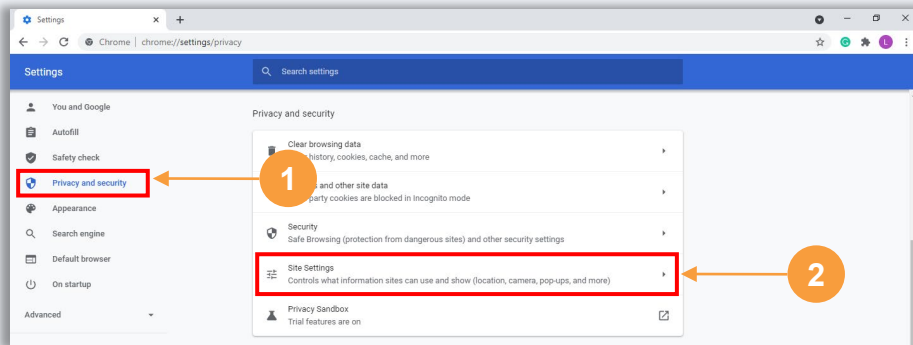 Settings
Chrome | chrome://settings/privacy
L
Settings
Search settings
You and Google
Autofill
Safety check
Privacy and security
Appearance
Search engine
Default browser
On startup
Advanced
Privacy and security
Clear browsing data
history, cookies, cache, and more
and other site data
party cookies are blocked in Incognito mode
Security
Safe Browsing (protection from dangerous sites) and other security settings
Site Settings
Controls what information sites can use and show (location, camera, pop-ups, and more)
Privacy Sandbox
Trial features are on
1
2